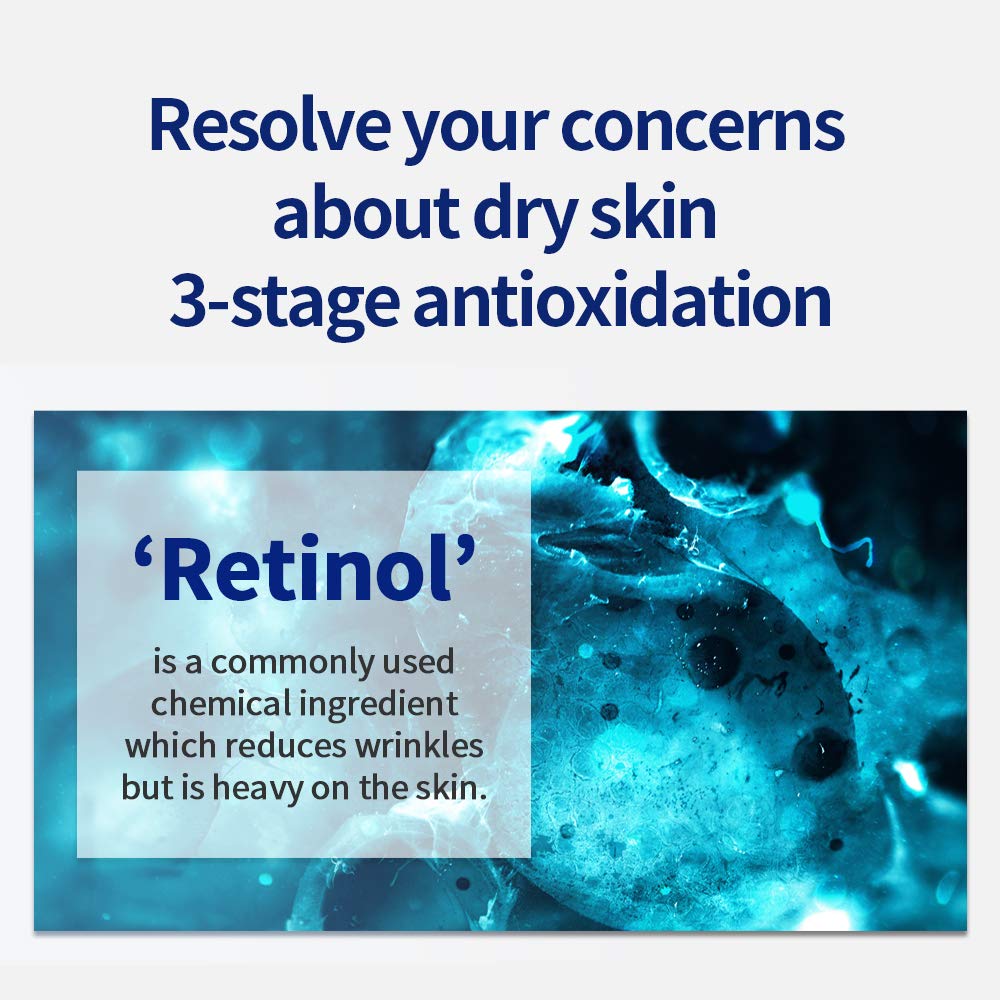 Resolve your concerns
about dry skin
3-stage antioxidation
‘Retinol’
is a commonly used
chemical ingredient
which reduces wrinkles
but is heavy on the skin.